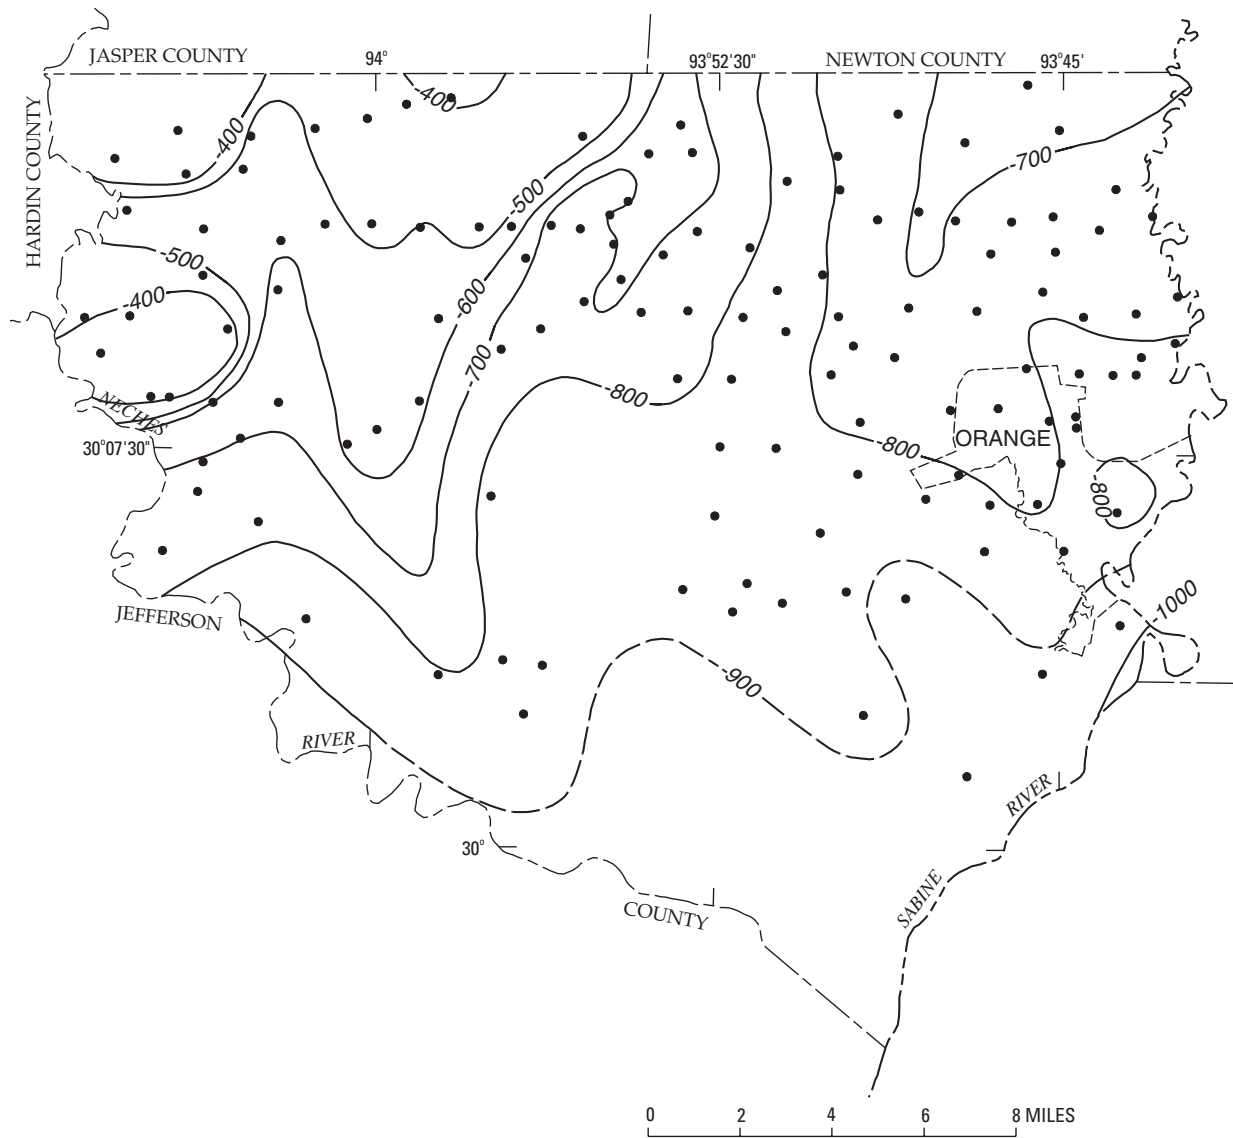 JASPER COUNTY
94°
93°52'30"
NEWTON COUNTY
93°45'
HARDIN COUNTY
-400
-400
-500
-700
-500
-400
-600
-700
-800
NECHES
30°07'30"
ORANGE
-800
-800
JEFFERSON
-1000
-900
RIVER
RIVER
30°
SABINE
COUNTY
0 2 4 6 8 MILES